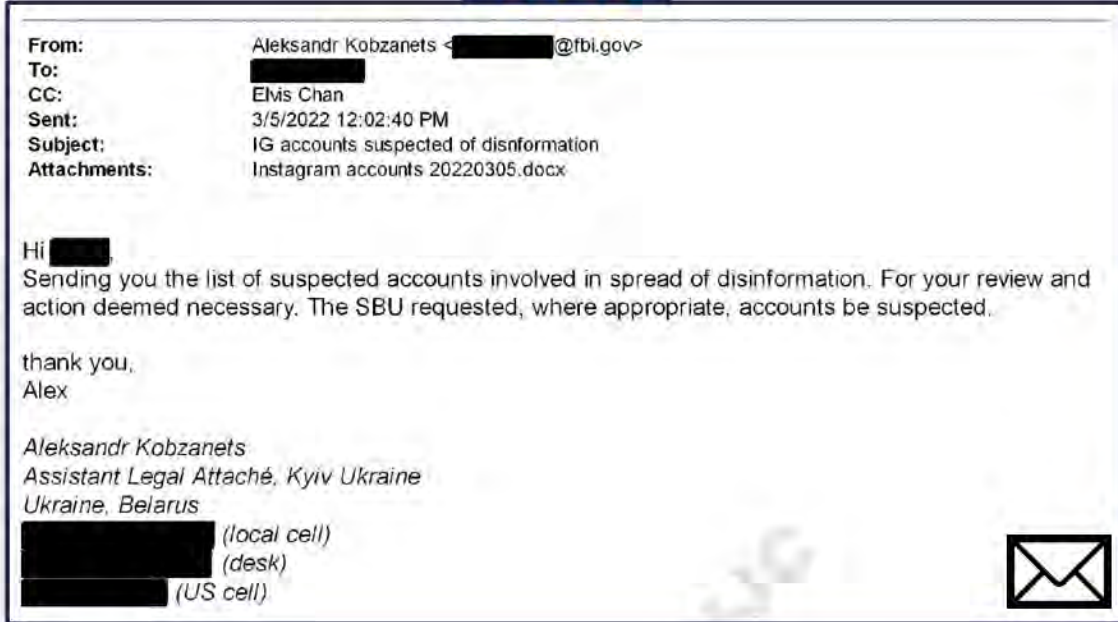 From: Aleksandr Kobzanets < @fbi.gov>
To:
CC: Elvis Chan
Sent: 3/5/2022 12:02:40 PM
Subject: IG accounts suspected of disnformation
Attachments: Instagram accounts 20220305.docx
Hi ,
Sending you the list of suspected accounts involved in spread of disinformation. For your review and
action deemed necessary. The SBU requested, where appropriate, accounts be suspected.
thank you,
Alex
Aleksandr Kobzanets
Assistant Legal Attaché, Kyiv Ukraine
Ukraine, Belarus
(local cell)
(desk)
(US cell)